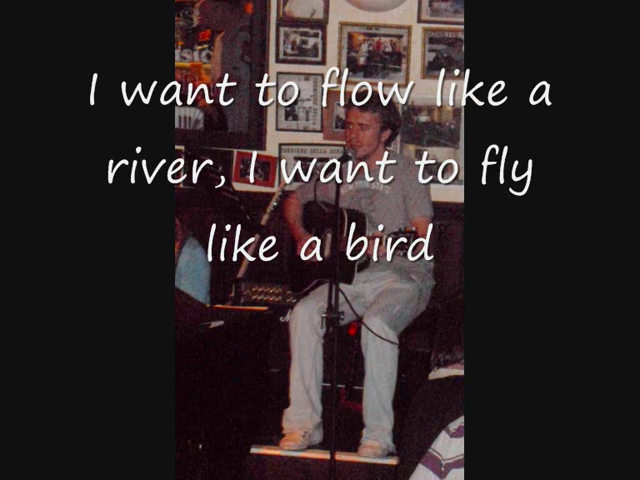 I want to flow like a
river, I want to fly
like a bird